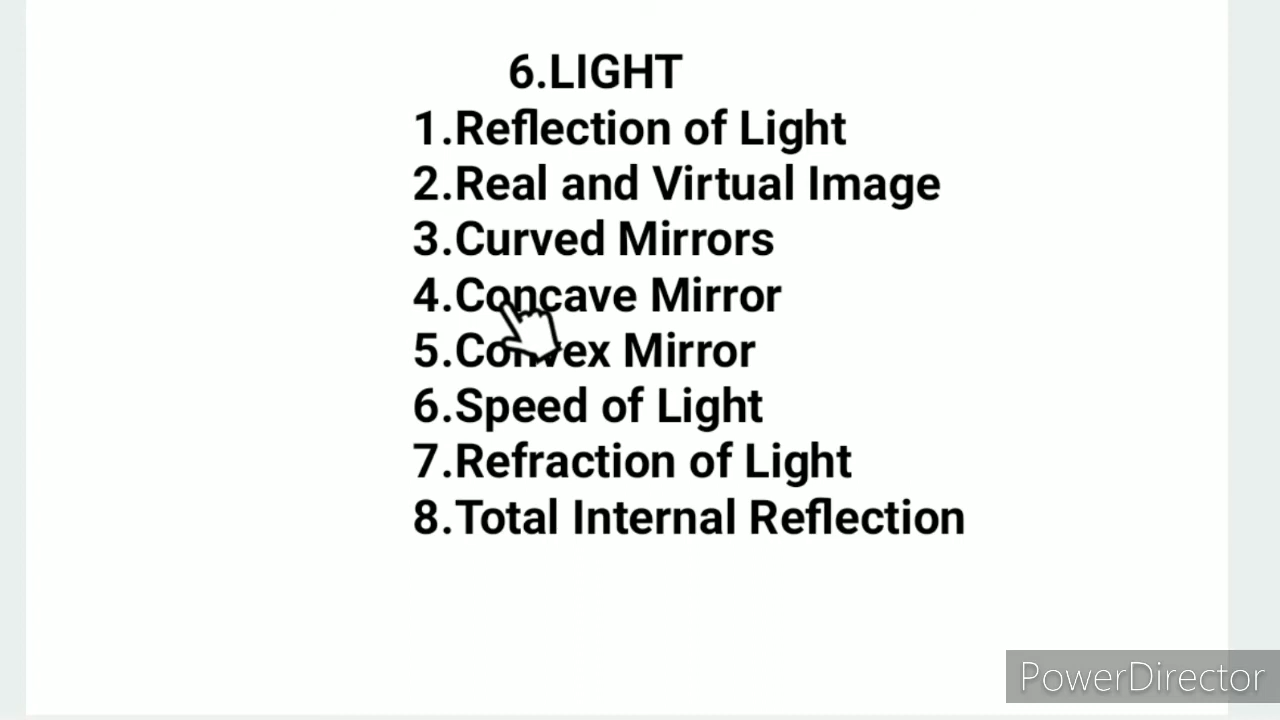 6.LIGHT
1.Reflection of Light
2.Real and Virtual Image
3.Curved Mirrors
4.Concave Mirror
5.Convex Mirror
6.Speed of Light
7.Refraction of Light
8.Total Internal Reflection
PowerDirector